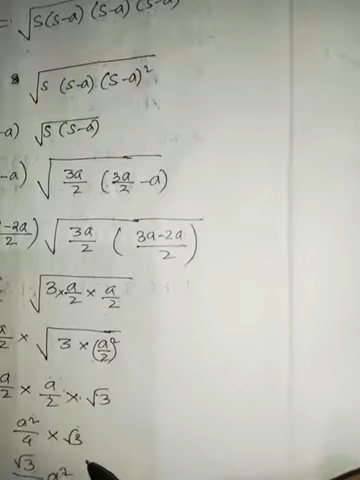 = √S(S-a) (S-a) (S-a)
√S (S-a) (S-a)²
-a) √S (S-a)
-a) √3a/2 (3a/2 -a)
-2a/2) √3a/2 (3a-2a/2)
√3×a/2 × a/2
a/2 × √3 × (a/2)²
a/2 × a/2 × √3
a²/4 × √3
√3 a²